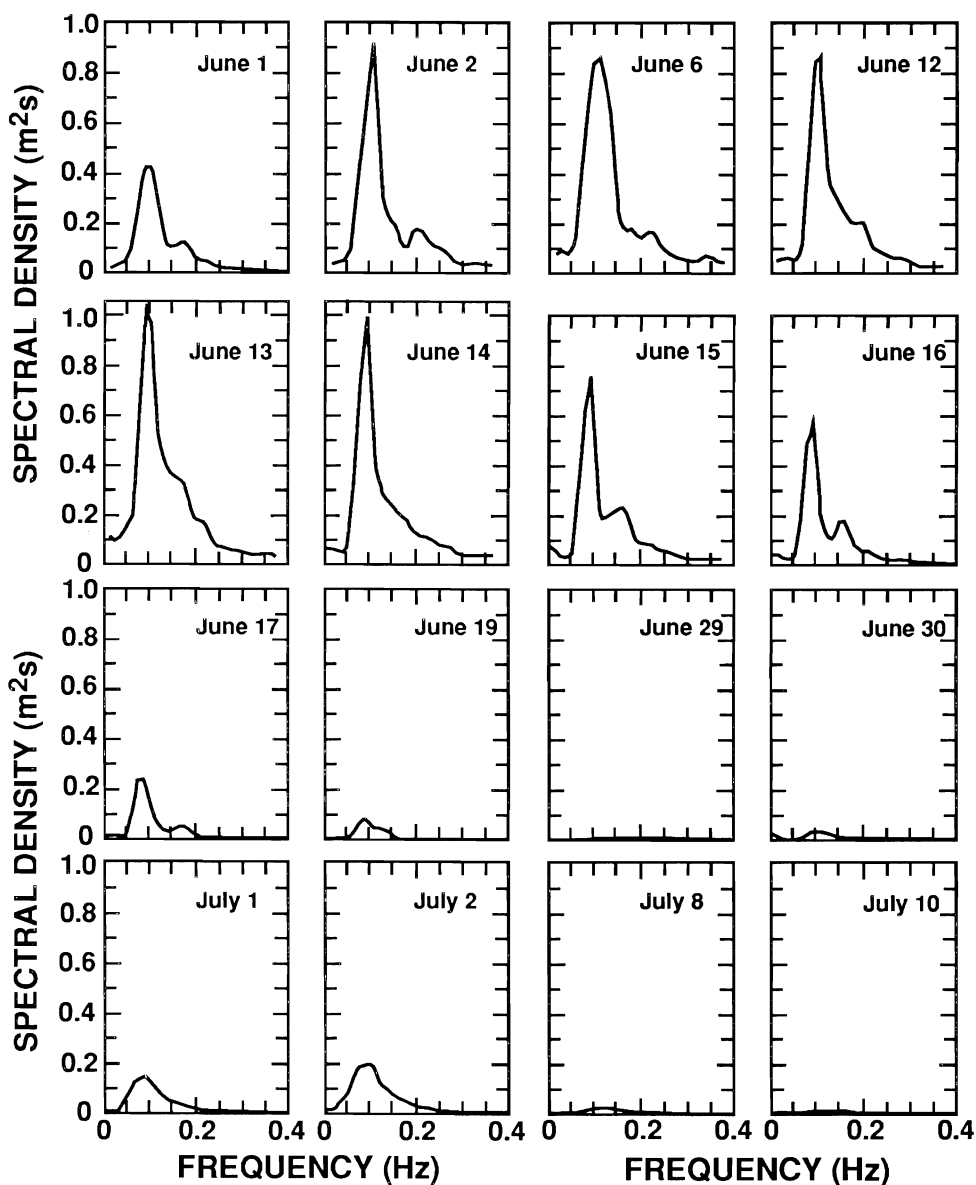 SPECTRAL DENSITY (m²s)
1.0
0.8
0.6
0.4
0.2
0
June 1
June 2
June 6
June 12
1.0
0.8
0.6
0.4
0.2
0
June 13
June 14
June 15
June 16
SPECTRAL DENSITY (m²s)
1.0
0.8
0.6
0.4
0.2
0
June 17
June 19
June 29
June 30
1.0
0.8
0.6
0.4
0.2
0
July 1
July 2
July 8
July 10
0 0.2 0.4 0 0.2 0.4 0 0.2 0.4 0 0.2 0.4
FREQUENCY (Hz) FREQUENCY (Hz)